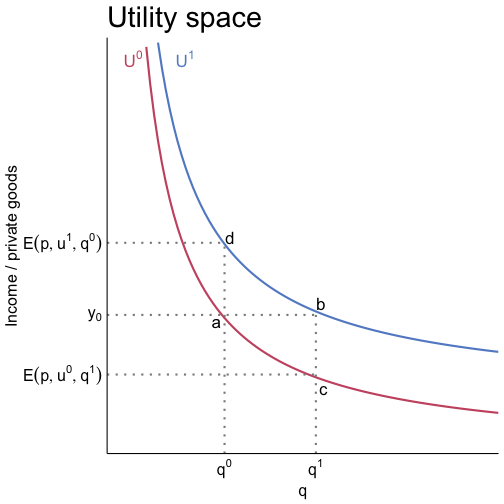 Utility space
U⁰ U¹
Income / private goods
E(p, u¹, q⁰)
d
y₀
b
a
E(p, u⁰, q¹)
c
q⁰ q¹
q